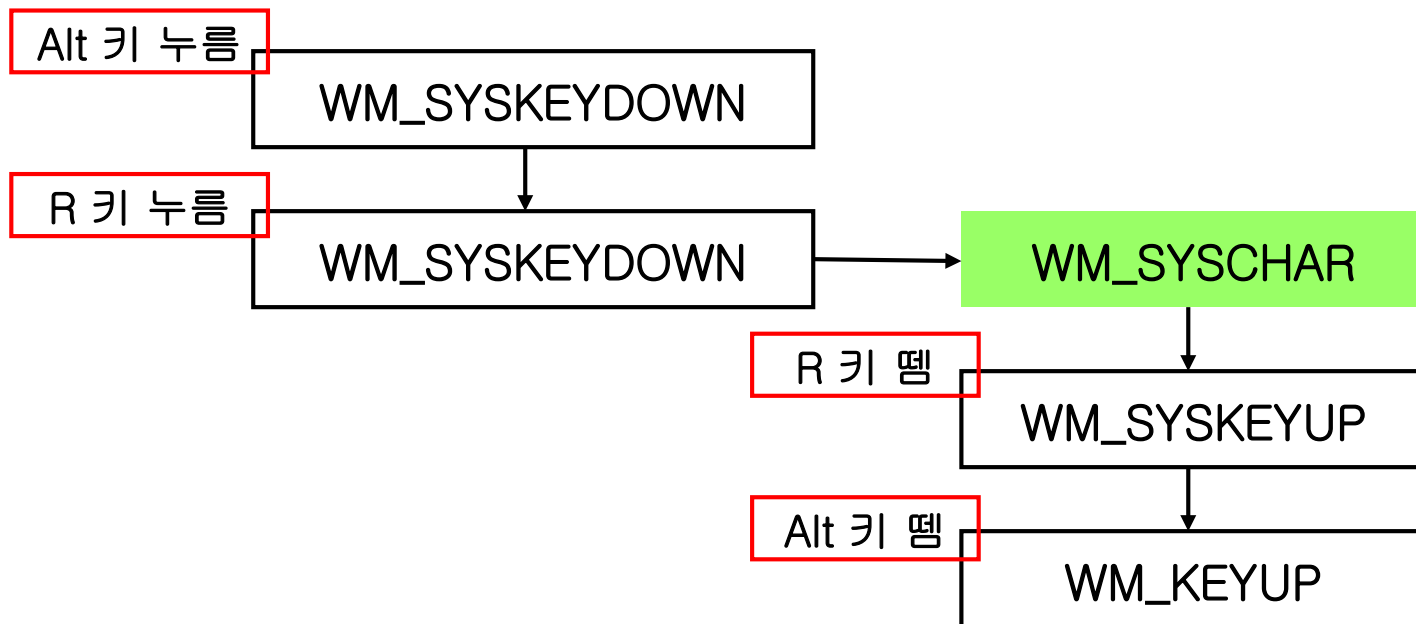 Alt 키 누름
WM_SYSKEYDOWN
R 키 누름
WM_SYSKEYDOWN
WM_SYSCHAR
R 키 뗌
WM_SYSKEYUP
Alt 키 뗌
WM_KEYUP